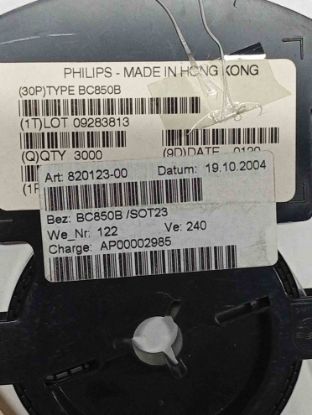 PHILIPS - MADE IN HONG KONG
(30P)TYPE BC850B
(1T)LOT 09283813
(Q)QTY 3000 (9D)DATE 0120
Art: 820123-00 Datum: 19.10.2004
Bez: BC850B /SOT23
We_Nr: 122 Ve: 240
Charge: AP00002985